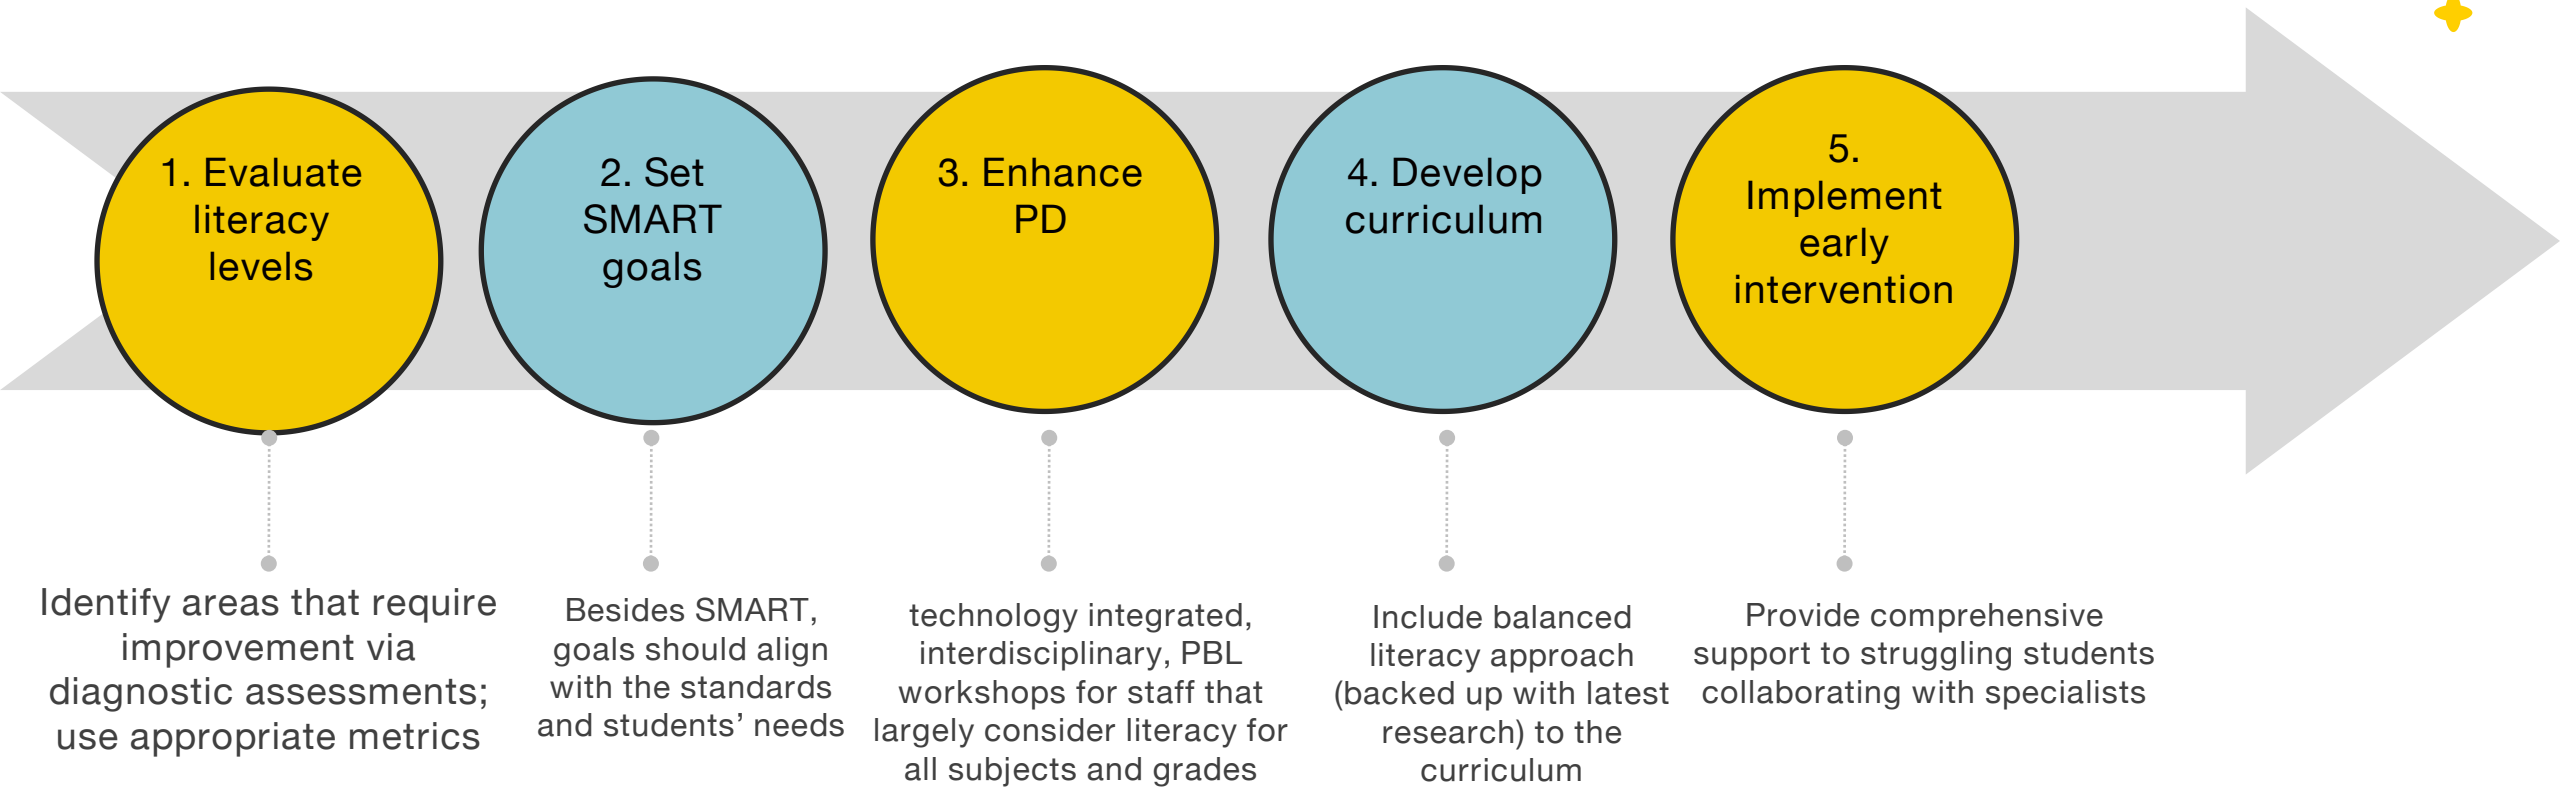 1. Evaluate
literacy
levels
2. Set
SMART
goals
3. Enhance
PD
4. Develop
curriculum
5.
Implement
early
intervention
Identify areas that require
improvement via
diagnostic assessments;
use appropriate metrics
Besides SMART,
goals should align
with the standards
and students’ needs
technology integrated,
interdisciplinary, PBL
workshops for staff that
largely consider literacy for
all subjects and grades
Include balanced
literacy approach
(backed up with latest
research) to the
curriculum
Provide comprehensive
support to struggling students
collaborating with specialists